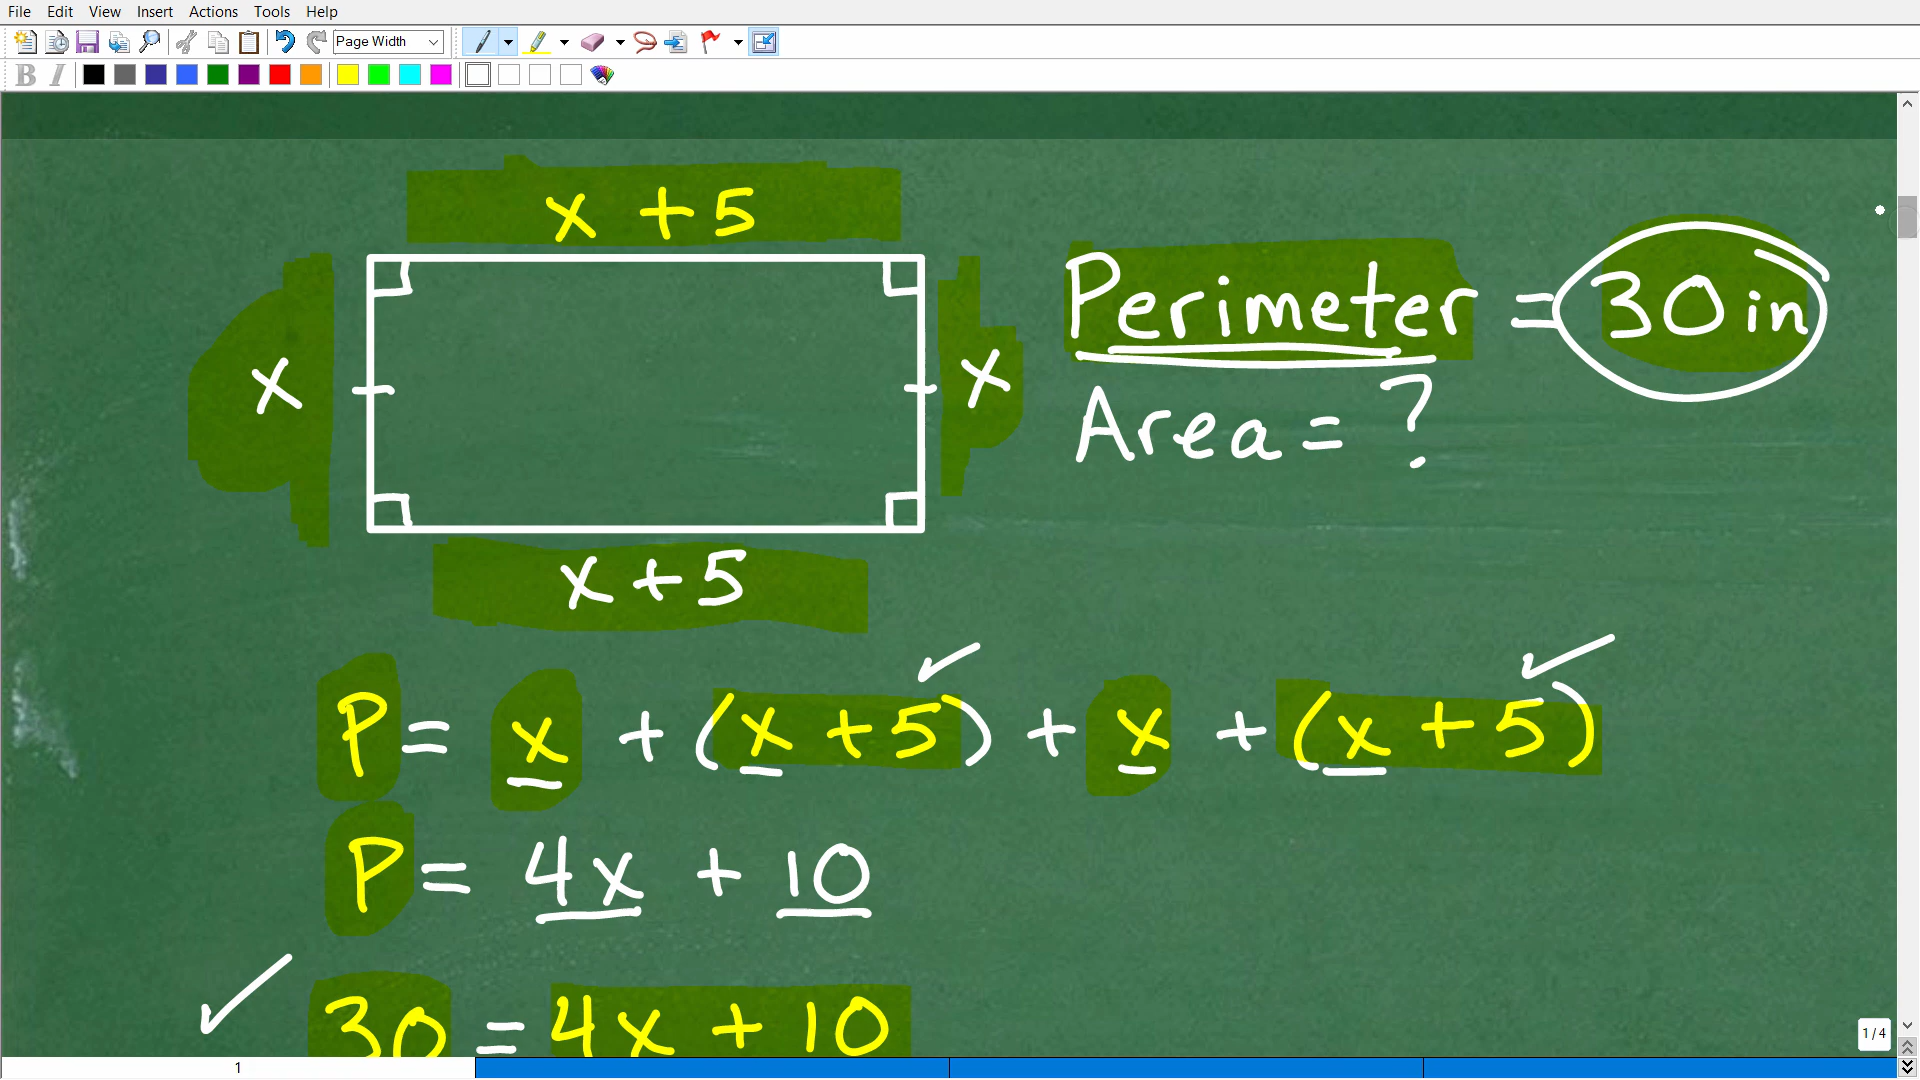 File Edit View Insert Actions Tools Help
Page Width
B I
x + 5
x
x
Perimeter = 30 in
Area = ?
x + 5
P = x + (x + 5) + x + (x + 5)
P = 4x + 10
30 = 4x + 10
1 / 4
1